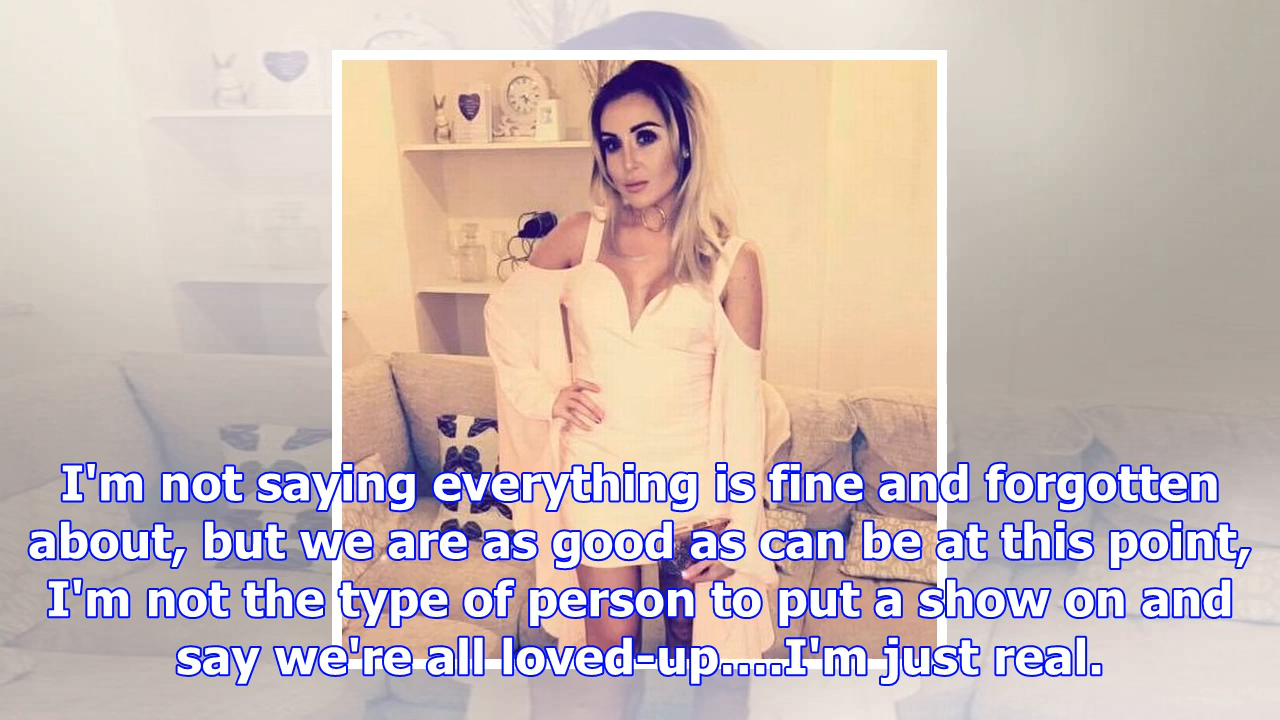 I'm not saying everything is fine and forgotten
about, but we are as good as can be at this point,
I'm not the type of person to put a show on and
say we're all loved-up....I'm just real.